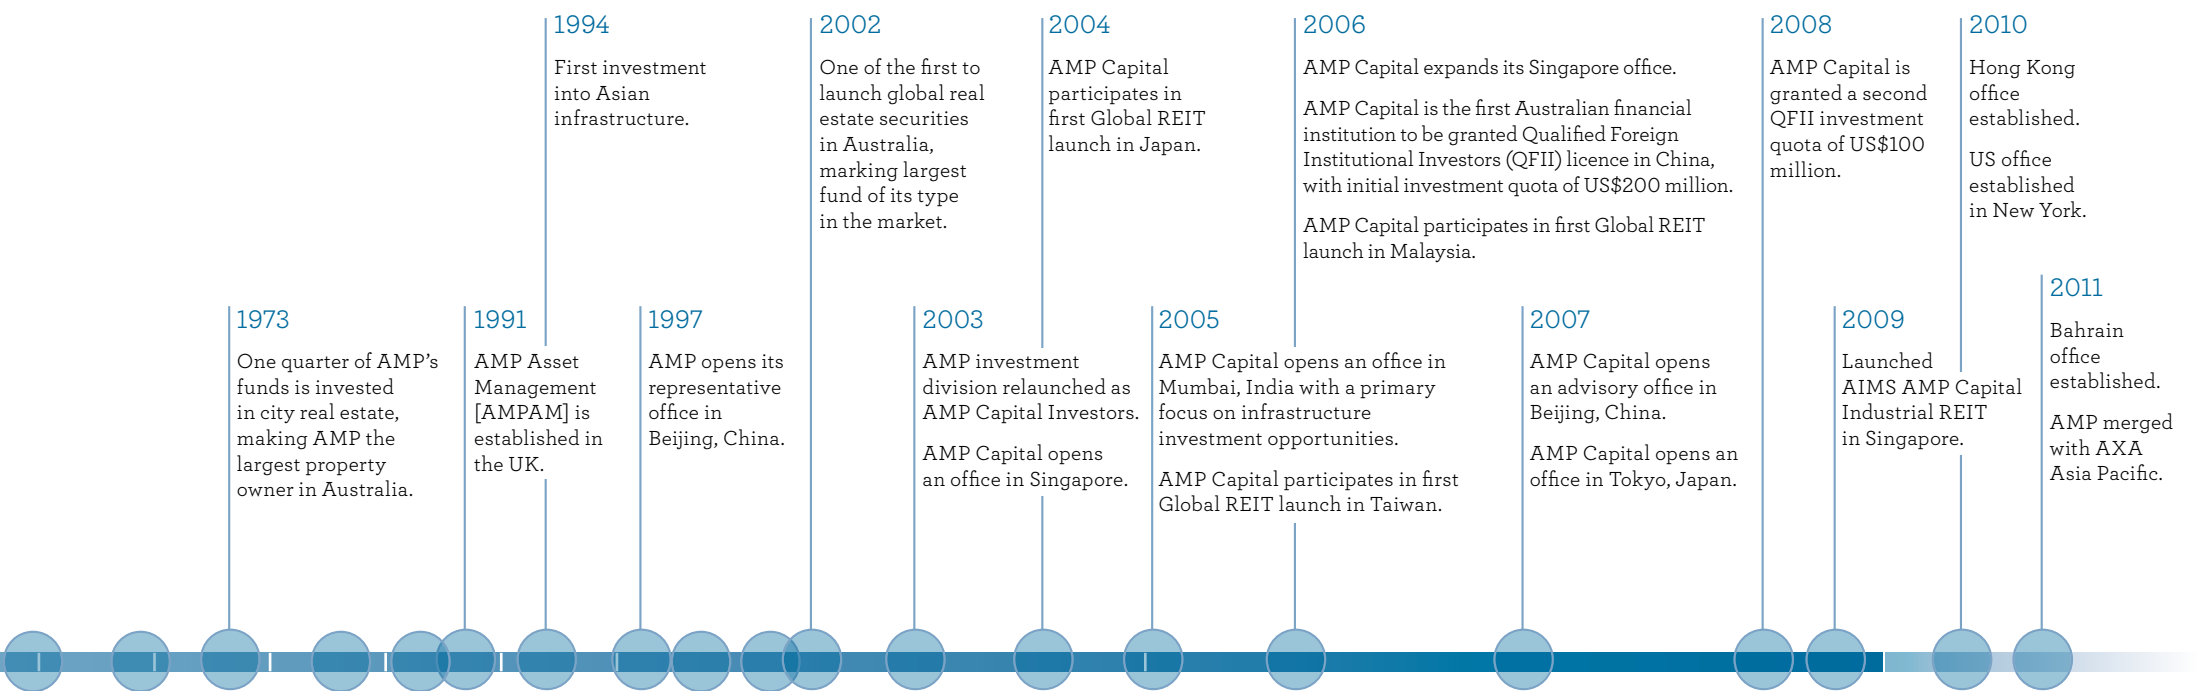 1994
First investment
into Asian
infrastructure.
2002
One of the first to
launch global real
estate securities
in Australia,
marking largest
fund of its type
in the market.
2004
AMP Capital
participates in
first Global REIT
launch in Japan.
2006
AMP Capital expands its Singapore office.
AMP Capital is the first Australian financial
institution to be granted Qualified Foreign
Institutional Investors (QFII) licence in China,
with initial investment quota of US$200 million.
AMP Capital participates in first Global REIT
launch in Malaysia.
2008
AMP Capital is
granted a second
QFII investment
quota of US$100
million.
2010
Hong Kong
office
established.
US office
established
in New York.
1973
One quarter of AMP’s
funds is invested
in city real estate,
making AMP the
largest property
owner in Australia.
1991
AMP Asset
Management
[AMPAM] is
established in
the UK.
1997
AMP opens its
representative
office in
Beijing, China.
2003
AMP investment
division relaunched as
AMP Capital Investors.
AMP Capital opens
an office in Singapore.
2005
AMP Capital opens an office in
Mumbai, India with a primary
focus on infrastructure
investment opportunities.
AMP Capital participates in first
Global REIT launch in Taiwan.
2007
AMP Capital opens
an advisory office in
Beijing, China.
AMP Capital opens an
office in Tokyo, Japan.
2009
Launched
AIMS AMP Capital
Industrial REIT
in Singapore.
2011
Bahrain
office
established.
AMP merged
with AXA
Asia Pacific.